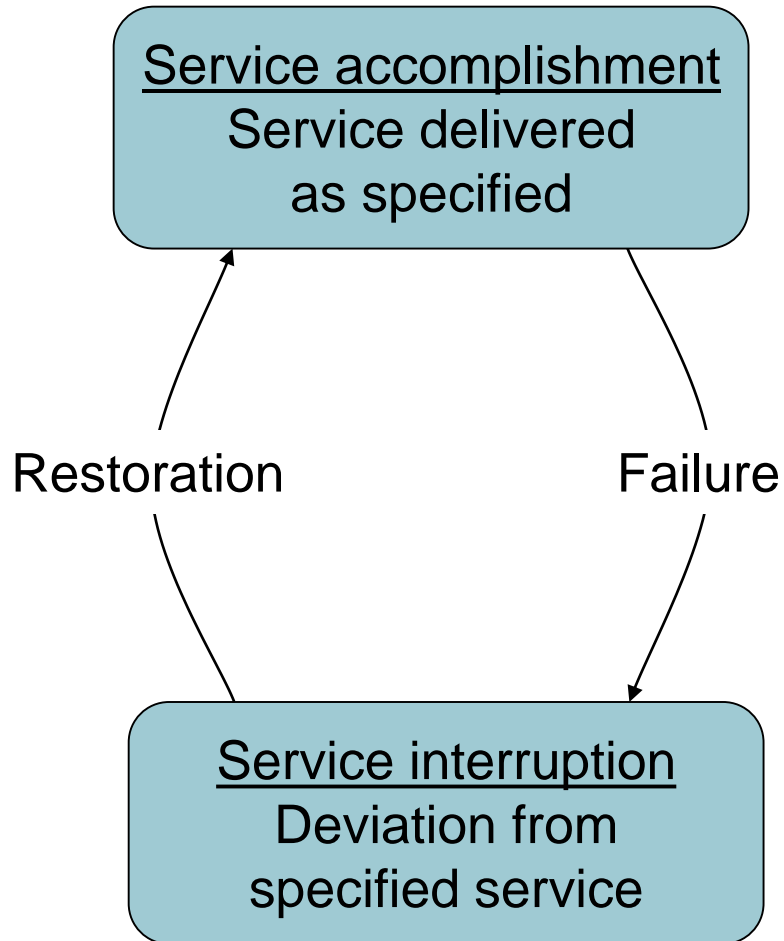 Service accomplishment
Service delivered
as specified
Restoration
Failure
Service interruption
Deviation from
specified service